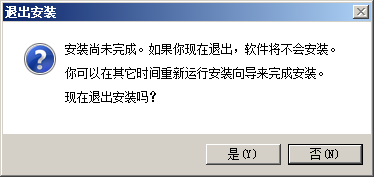 退出安装
安装尚未完成。如果你现在退出，软件将不会安装。
你可以在其它时间重新运行安装向导来完成安装。
现在退出安装吗？
是(Y)
否(N)